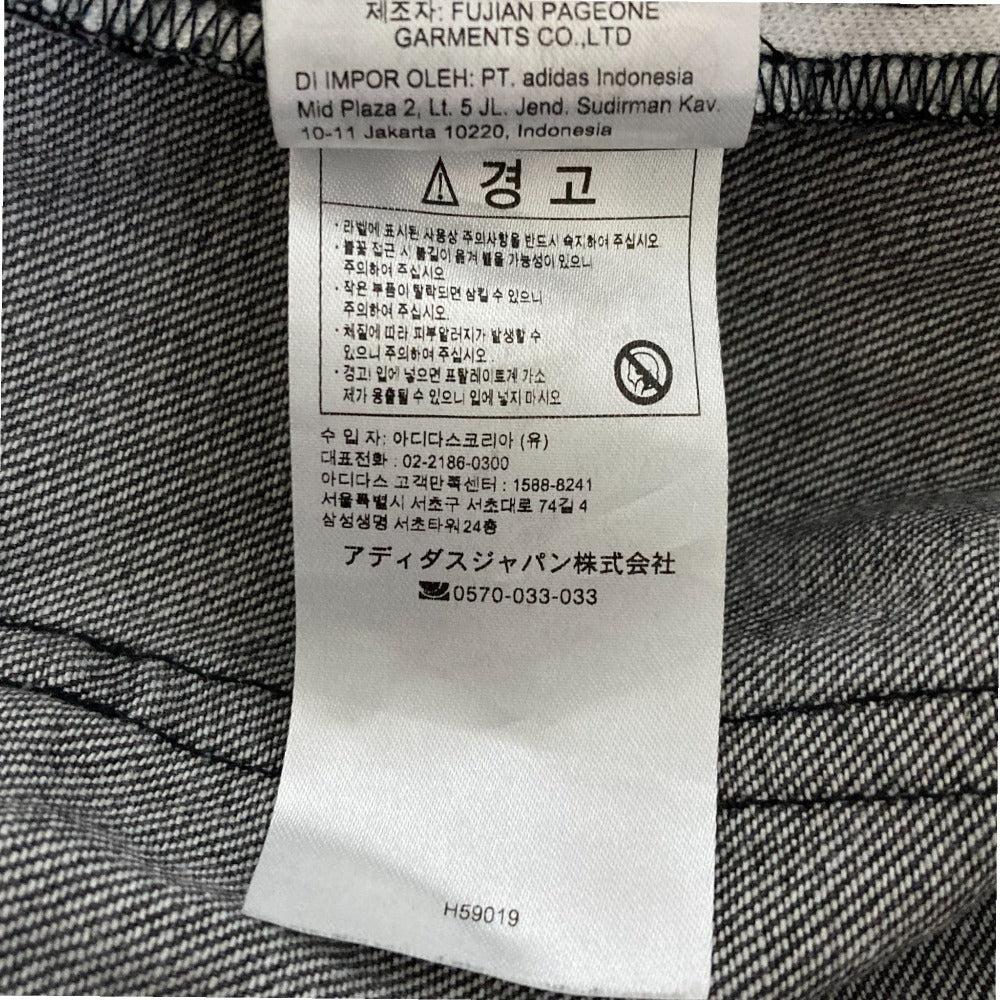 제조자: FUJIAN PAGEONE
GARMENTS CO.,LTD
DI IMPOR OLEH: PT. adidas Indonesia
Mid Plaza 2, Lt. 5 JL. Jend. Sudirman Kav.
10-11 Jakarta 10220, Indonesia
경고
· 라벨에 표시된 사용상 주의사항을 반드시 숙지하여 주십시오.
· 불꽃 접근 시 불길이 옮겨 붙을 가능성이 있으니
주의하여 주십시오
· 작은 부품이 탈락되면 삼킬 수 있으니
주의하여 주십시오.
· 체질에 따라 피부알러지가 발생할 수
있으니 주의하여 주십시오.
· 경고! 입에 넣으면 프탈레이트계 가소
제가 용출될 수 있으니 입에 넣지 마시오
수 입 자: 아디다스코리아 (유)
대표전화 : 02-2186-0300
아디다스 고객만족센터 : 1588-8241
서울특별시 서초구 서초대로 74길 4
삼성생명 서초타워 24층
アディダスジャパン株式会社
0570-033-033
H59019